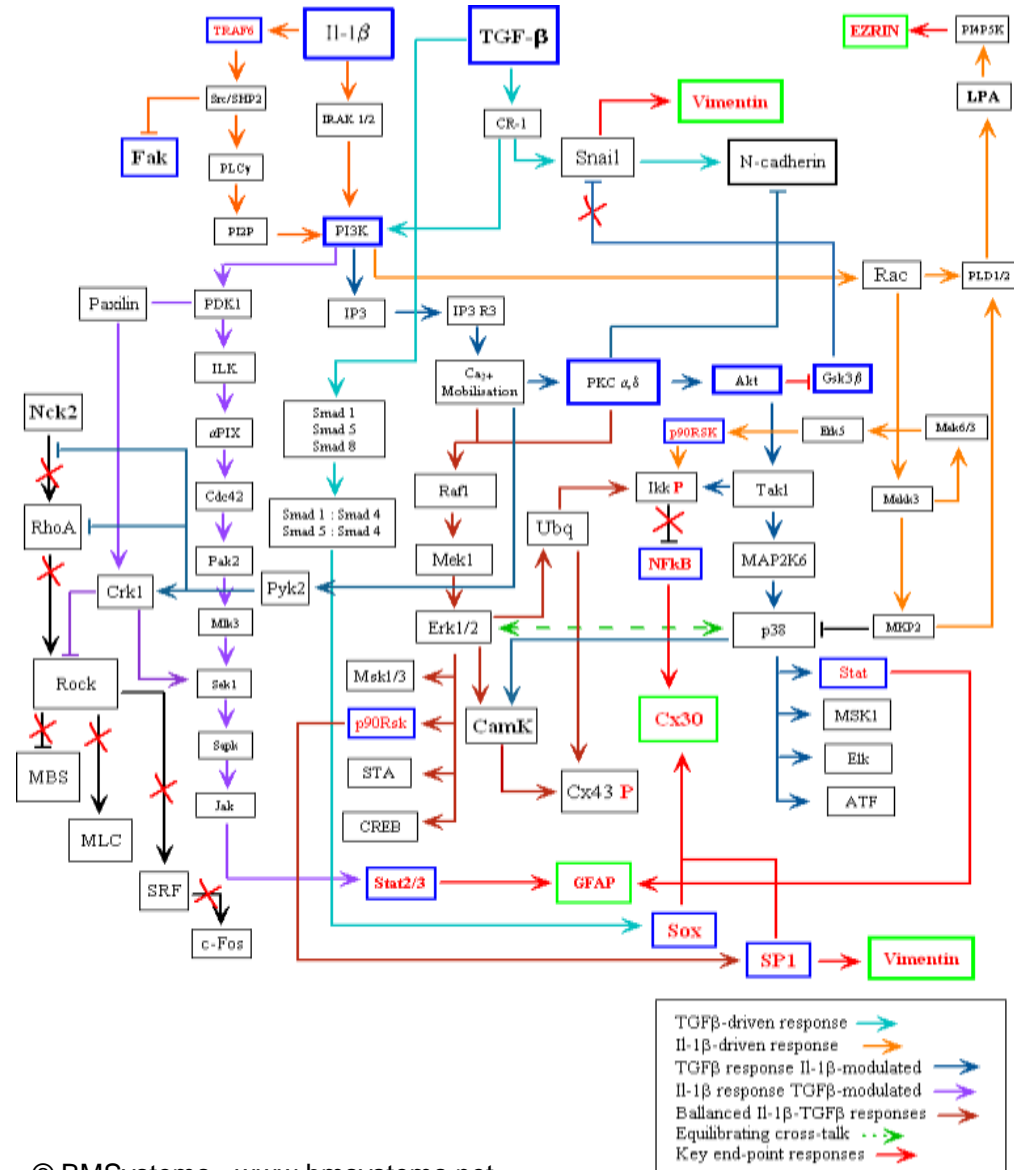 TRAF6
Il-1β
TGF-β
EZRIN
PI4P5K
Src/SHP2
IRAK 1/2
CR-1
Vimentin
LPA
Fak
PLCγ
Snail
N-cadherin
PI2P
PI3K
Rac
PLD1/2
Paxilin
PDK1
IP3
IP3 R3
ILK
Ca2+
Mobilisation
PKC α,δ
Akt
Gsk3β
Nck2
αPIX
Smad 1
Smad 5
Smad 8
p90RSK
Erk5
Mek6/3
Cdc42
Raf1
Ikk P
Tak1
Mekk3
RhoA
Smad 1 : Smad 4
Smad 5 : Smad 4
Ubq
Pak2
Mek1
NFkB
MAP2K6
Crk1
Pyk2
Mlk3
Erk1/2
p38
MKP2
Rock
Sek1
Msk1/3
Stat
p90Rsk
CamK
Cx30
MSK1
Sapk
MBS
STA
Cx43 P
Elk
Jak
ATF
MLC
CREB
SRF
Stat2/3
GFAP
c-Fos
Sox
SP1
Vimentin
TGFβ-driven response
Il-1β-driven response
TGFβ response Il-1β-modulated
Il-1β response TGFβ-modulated
Ballanced Il-1β-TGFβ responses
Equilibrating cross-talk
Key end-point responses